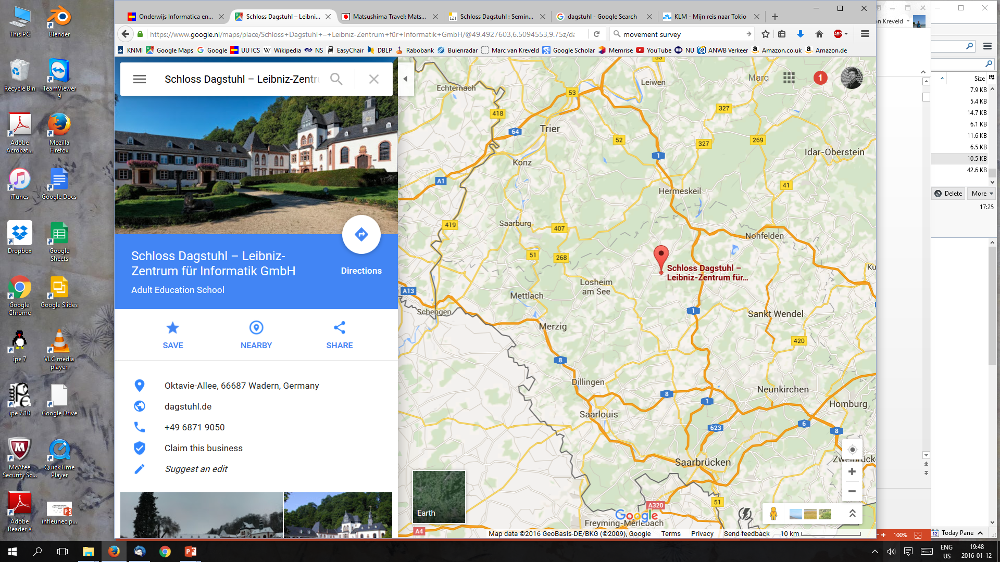 This PC
Blender
Recycle Bin
TeamViewer
9
Adobe
Acrobat...
Mozilla
Firefox
iTunes
Google Docs
Dropbox
Google
Sheets
Google
Chrome
Google Slides
ipe 7
VLC media
player
ipe 7.10
Google Drive
McAfee
Security Sc...
QuickTime
Player
Adobe
Reader X
infleunec.p...
Onderwijs Informatica en...
Schloss Dagstuhl – Leibni...
Matsushima Travel: Mats...
LZI
Schloss Dagstuhl : Semin...
dagstuhl - Google Search
KLM
KLM - Mijn reis naar Tokio
https://www.google.nl/maps/place/Schloss+Dagstuhl+–+Leibniz-Zentrum+für+Informatik+GmbH/@49.4927603,6.5094553,9.75z/da
movement survey
ABP
KNMI
Google Maps
Google
UU ICS
Wikipedia
NS
EasyChair
DBLP
Rabobank
Buienradar
Marc van Kreveld
Google Scholar
Memrise
YouTube
NU
ANWB Verkeer
Amazon.co.uk
Amazon.de
Schloss Dagstuhl – Leibniz-Zentru
Schloss Dagstuhl – Leibniz-
Zentrum für Informatik GmbH
Adult Education School
Directions
SAVE
NEARBY
SHARE
Oktavie-Allee, 66687 Wadern, Germany
dagstuhl.de
+49 6871 9050
Claim this business
Suggest an edit
53
Echternach
Leiwen
Marc
1
53
418
327
Trier
64
52
327
269
1
Idar-Oberstein
Konz
A1
41
Hermeskeil
419
Saarburg
407
Nohfelden
51
268
Schloss Dagstuhl –
Leibniz-Zentrum für...
Ku
Losheim
am See
A13
Mettlach
Schengen
1
Sankt Wendel
Merzig
420
8
Dillingen
8
1
Neunkirchen
Homburg
Saarlouis
623
6
8
Saarbrücken
Zweibrücke
Earth
51
A320
Google
Freyming-Merlebach
A4
Map data ©2016 GeoBasis-DE/BKG (©2009), Google
Terms
Privacy
Send feedback
10 km
an Kreveld
Size
7.9 KB
5.4 KB
14.7 KB
6.1 KB
11.6 KB
6.5 KB
10.5 KB
42.6 KB
Delete
More
17:25
100%
12
Today Pane
ENG
US
19:48
2016-01-12